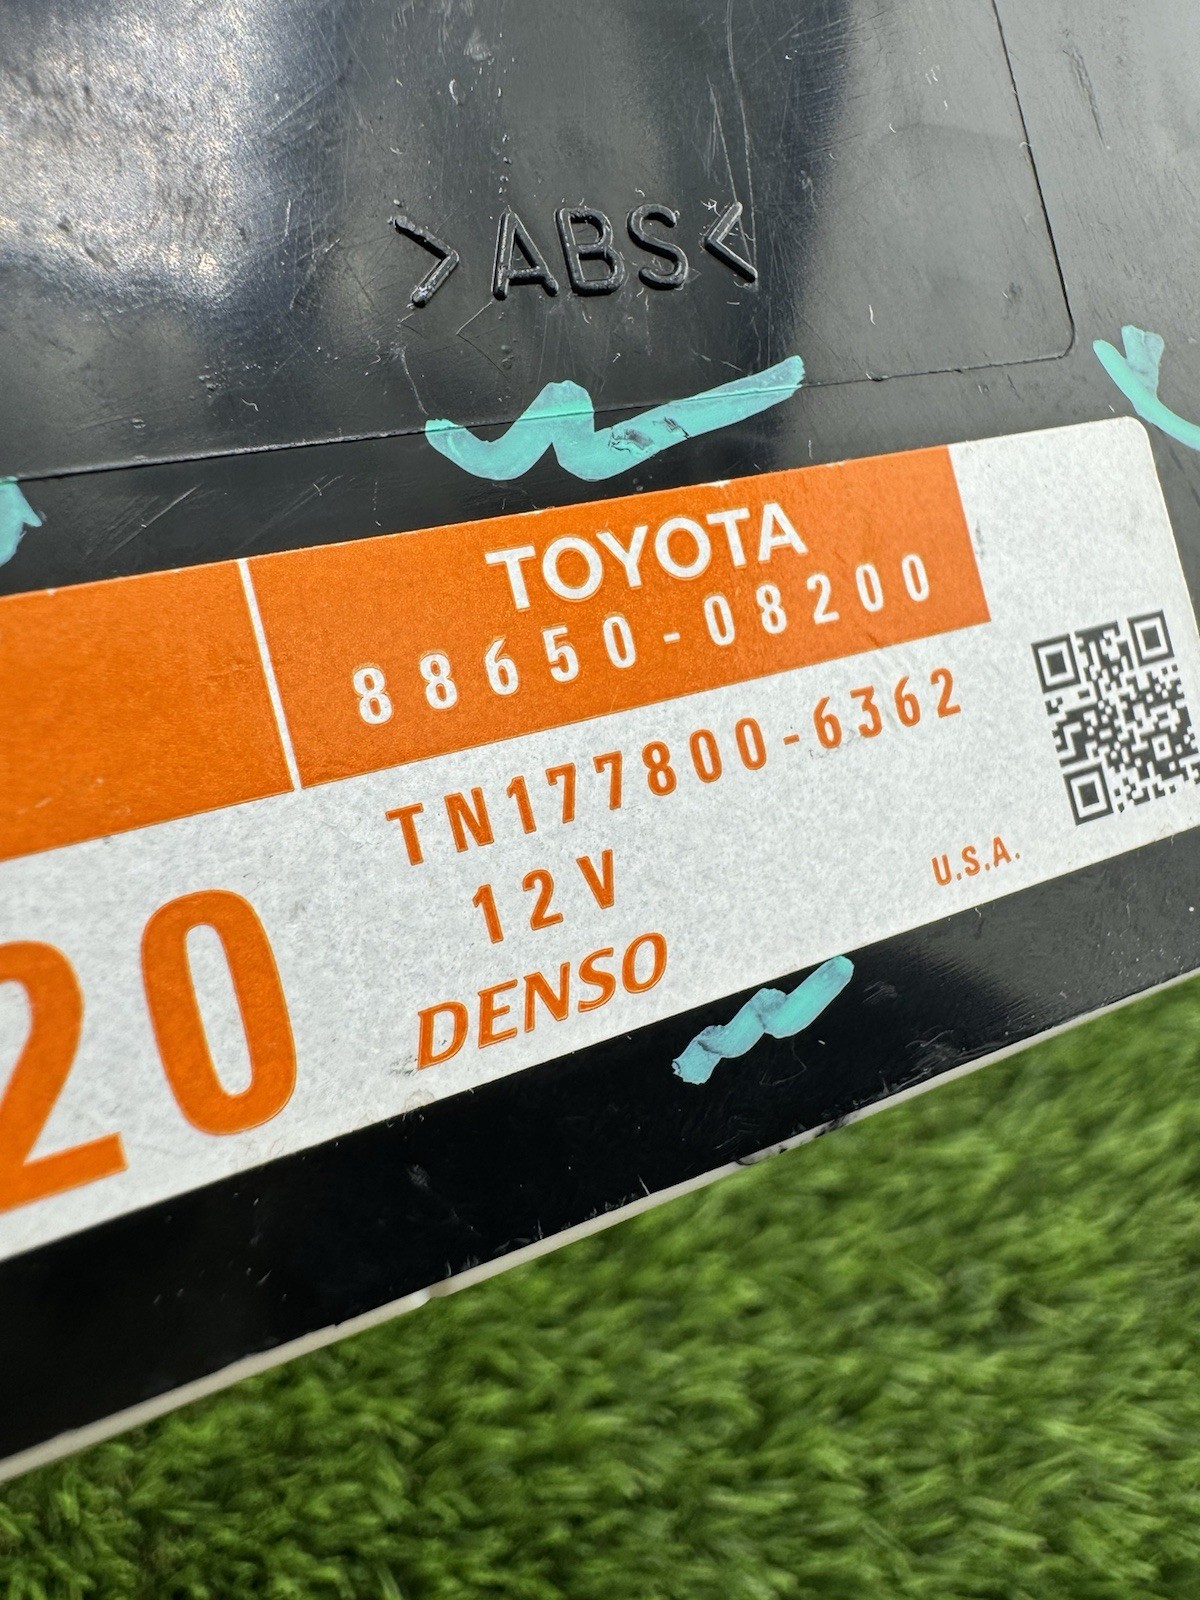 >ABS<
TOYOTA
88650-08200
TN177800-6362
12V
U.S.A.
DENSO
20